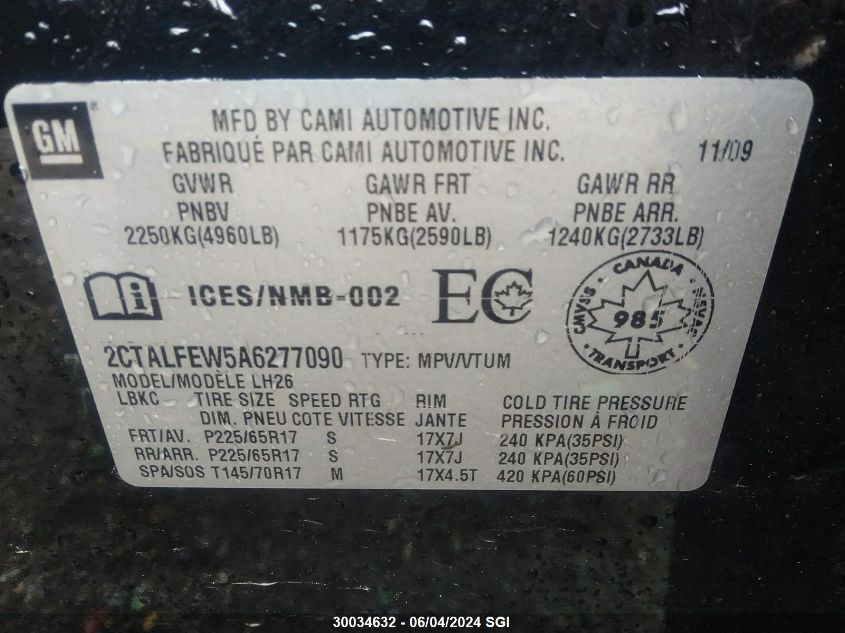 GM
MFD BY CAMI AUTOMOTIVE INC.
FABRIQUÉ PAR CAMI AUTOMOTIVE INC. 11/09
GVWR GAWR FRT GAWR RR
PNBV PNBE AV. PNBE ARR.
2250KG(4960LB) 1175KG(2590LB) 1240KG(2733LB)
ICES/NMB-002 EC
CANADA
CMVSS 985 NSVAC
TRANSPORT
2CTALFEW5A6277090 TYPE: MPV/VTUM
MODEL/MODÈLE LH26
LBKC TIRE SIZE SPEED RTG RIM COLD TIRE PRESSURE
DIM. PNEU COTE VITESSE JANTE PRESSION À FROID
FRT/AV. P225/65R17 S 17X7J 240 KPA(35PSI)
RR/ARR. P225/65R17 S 17X7J 240 KPA(35PSI)
SPA/SOS T145/70R17 M 17X4.5T 420 KPA(60PSI)
30034632 - 06/04/2024 SGI